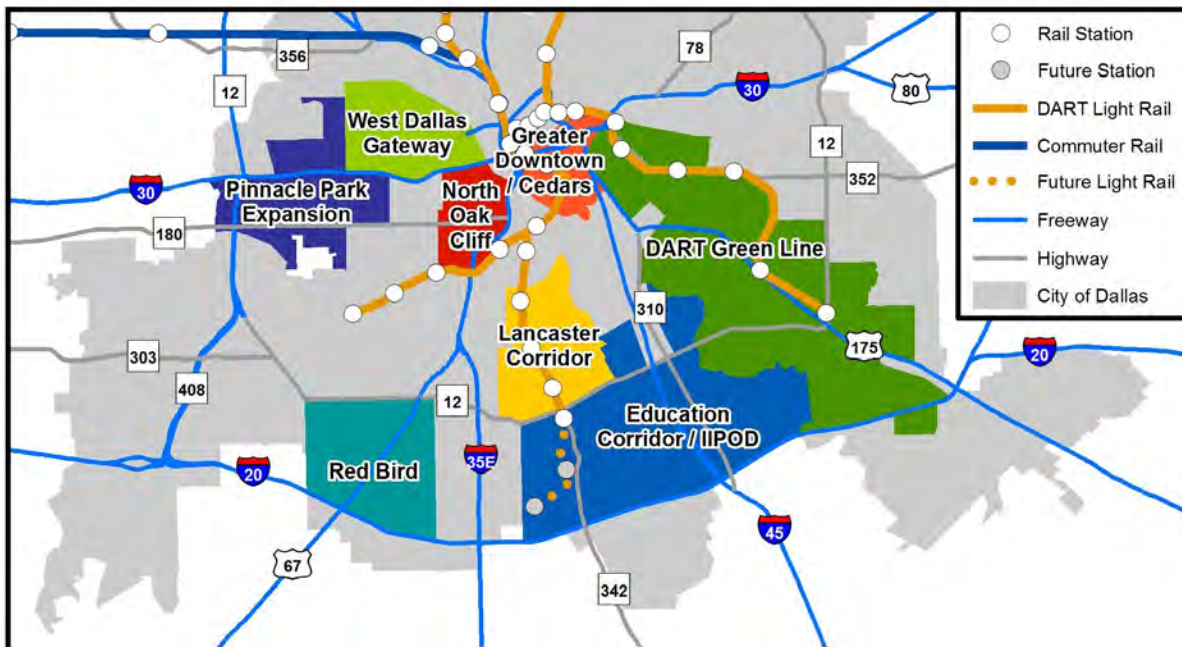 356
12
78
30
80
West Dallas
Gateway
Greater
Downtown
/ Cedars
12
352
30
Pinnacle Park
Expansion
North
Oak
Cliff
180
DART Green Line
310
Lancaster
Corridor
303
175
20
408
12
Education
Corridor / IIPOD
Red Bird
35E
20
45
67
342
Rail Station
Future Station
DART Light Rail
Commuter Rail
Future Light Rail
Freeway
Highway
City of Dallas